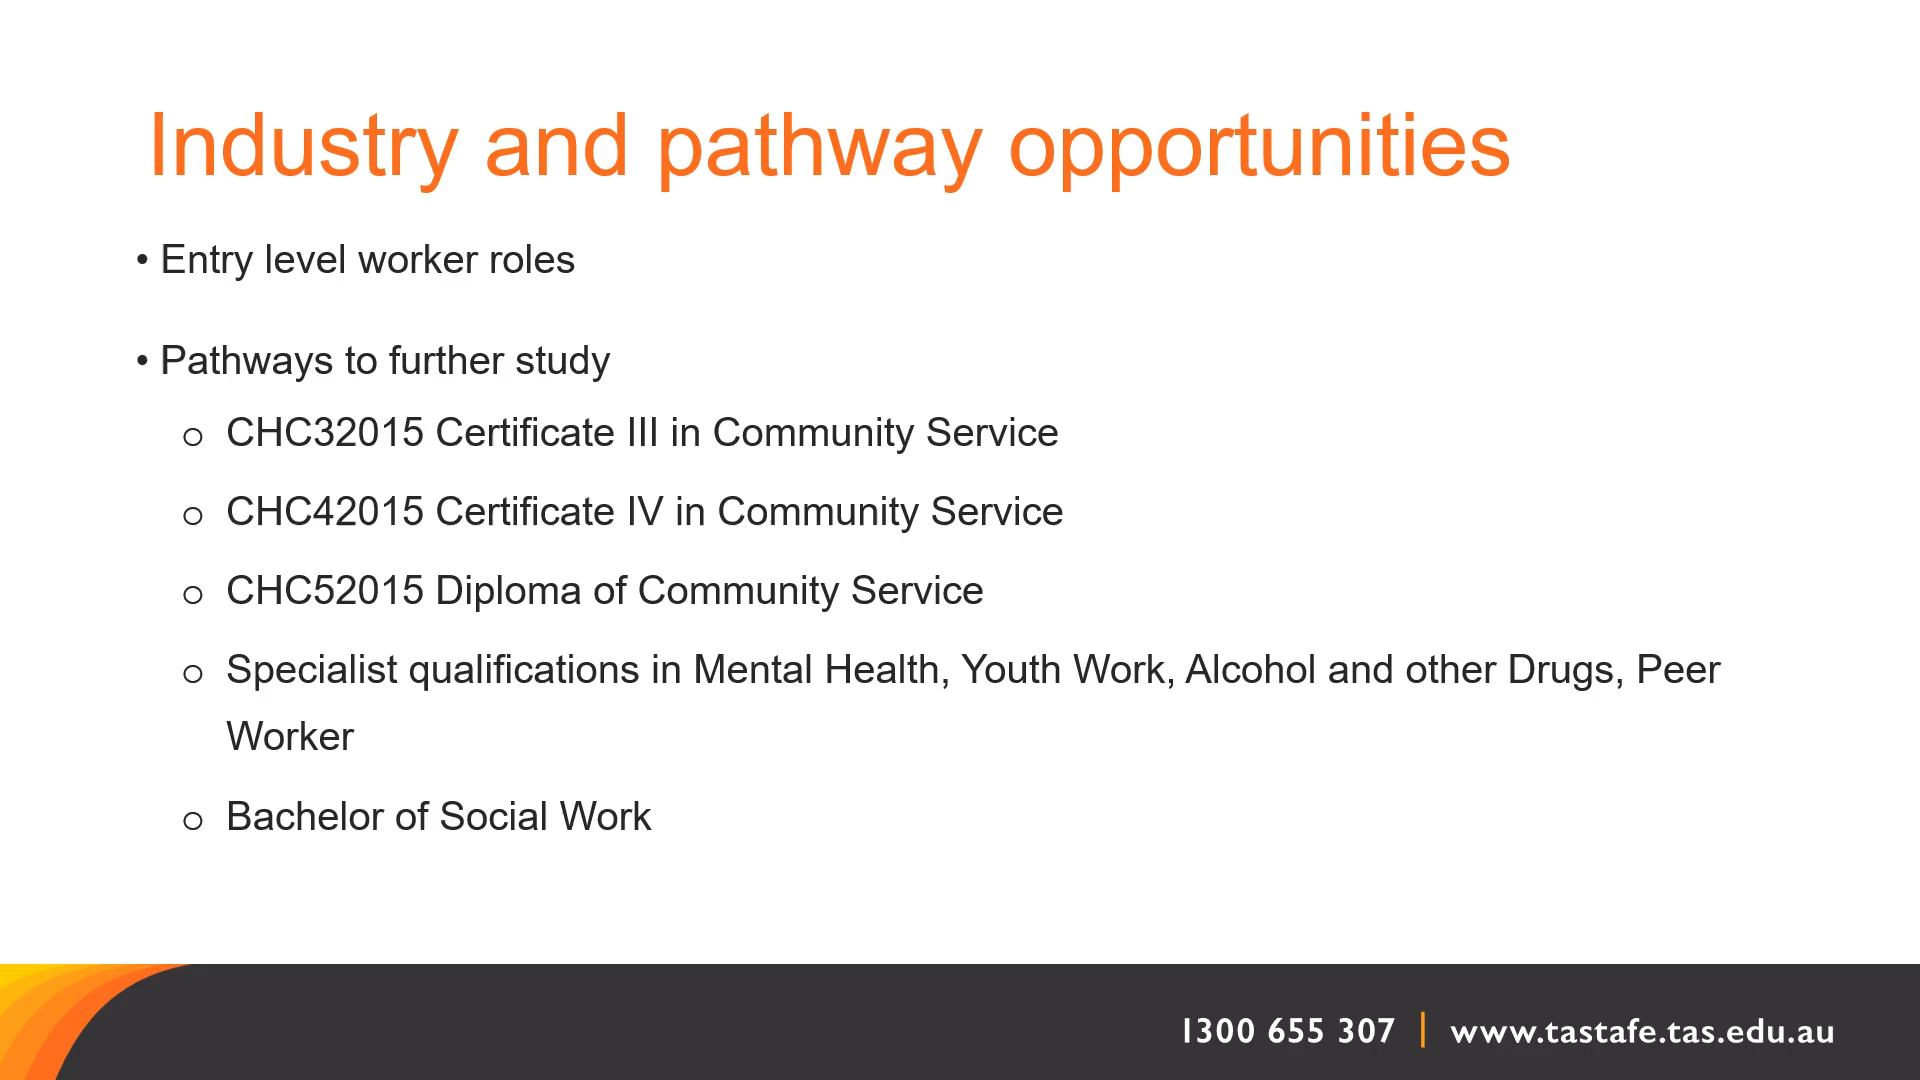 Industry and pathway opportunities
• Entry level worker roles
• Pathways to further study
o CHC32015 Certificate III in Community Service
o CHC42015 Certificate IV in Community Service
o CHC52015 Diploma of Community Service
o Specialist qualifications in Mental Health, Youth Work, Alcohol and other Drugs, Peer
Worker
o Bachelor of Social Work
1300 655 307 | www.tastafe.tas.edu.au